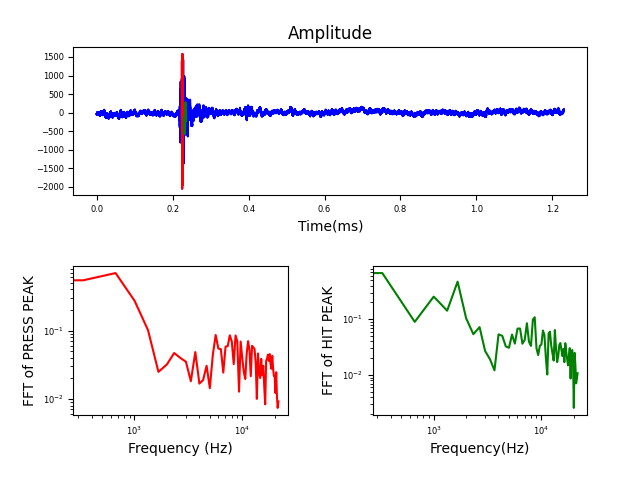 Amplitude
1500
1000
500
0
−500
−1000
−1500
−2000
0.0 0.2 0.4 0.6 0.8 1.0 1.2
Time(ms)
FFT of PRESS PEAK
10⁻¹
10⁻²
10³ 10⁴
Frequency (Hz)
FFT of HIT PEAK
10⁻¹
10⁻²
10³ 10⁴
Frequency(Hz)